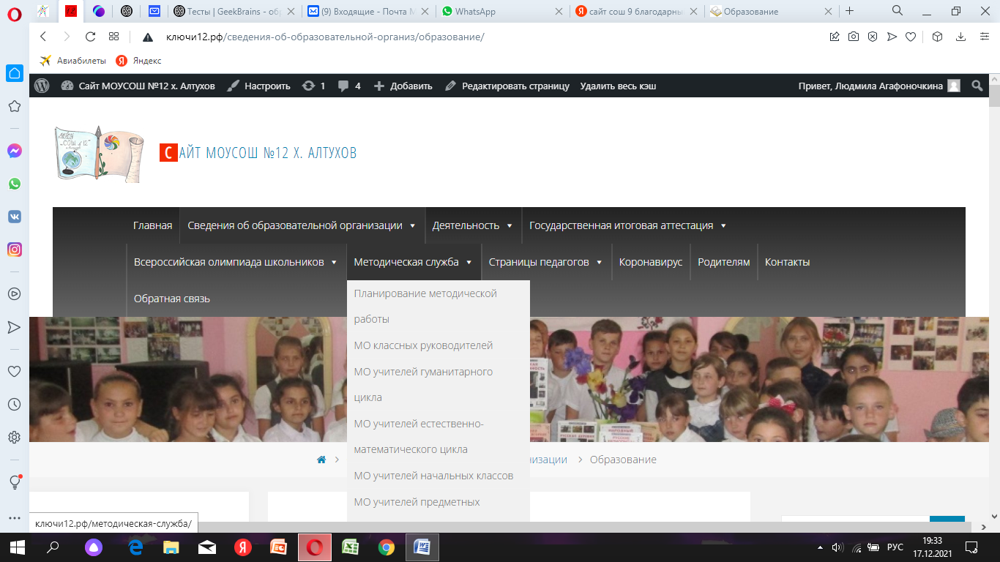 Тесты | GeekBrains - обр
(9) Входящие - Почта М
WhatsApp
сайт сош 9 благодарны
Образование
ключи12.рф/сведения-об-образовательной-организ/образование/
Авиабилеты
Яндекс
Сайт МОУСОШ №12 х. Алтухов
Настроить
1
4
Добавить
Редактировать страницу
Удалить весь кэш
Привет, Людмила Агафоночкина
САЙТ МОУСОШ №12 Х. АЛТУХОВ
Главная
Сведения об образовательной организации
Деятельность
Государственная итоговая аттестация
Всероссийская олимпиада школьников
Методическая служба
Страницы педагогов
Коронавирус
Родителям
Контакты
Обратная связь
Планирование методической
работы
МО классных руководителей
МО учителей гуманитарного
цикла
МО учителей естественно-
математического цикла
МО учителей начальных классов
МО учителей предметных
низации
Образование
ключи12.рф/методическая-служба/
РУС
19:33
17.12.2021